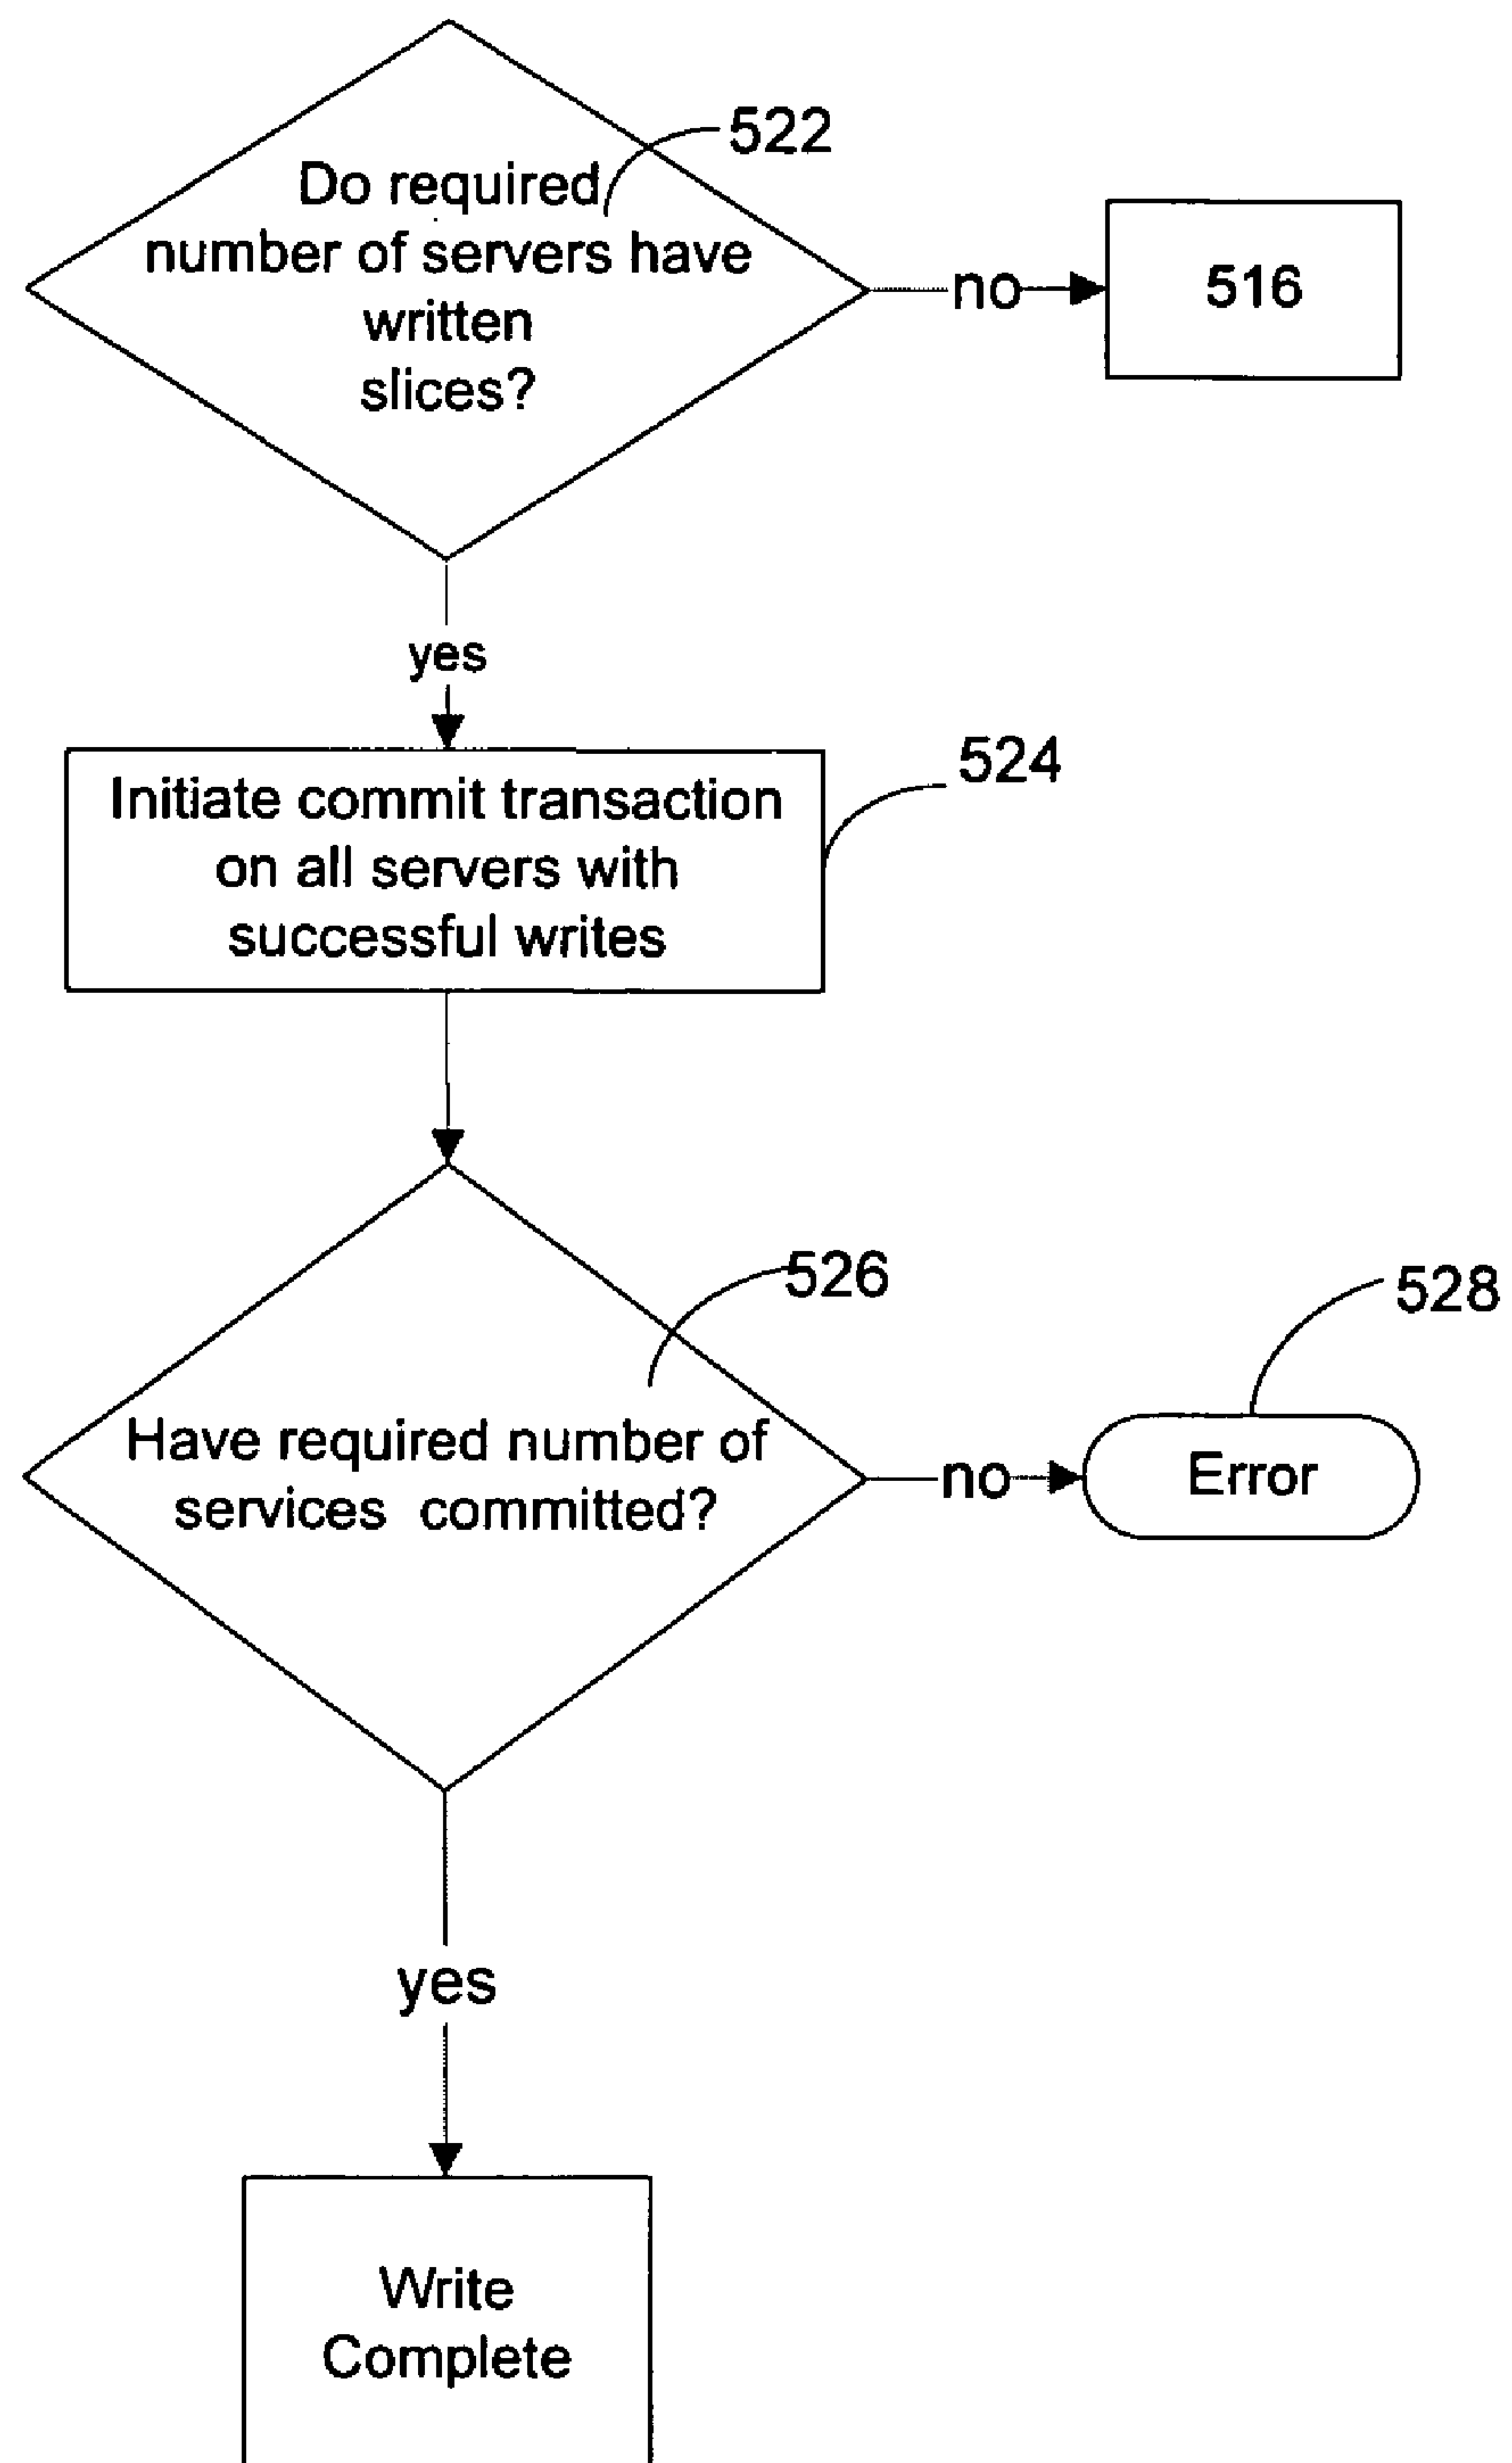 522
Do required
number of servers have
written
slices?
no
516
yes
524
Initiate commit transaction
on all servers with
successful writes
526
528
Have required number of
services committed?
no
Error
yes
Write
Complete